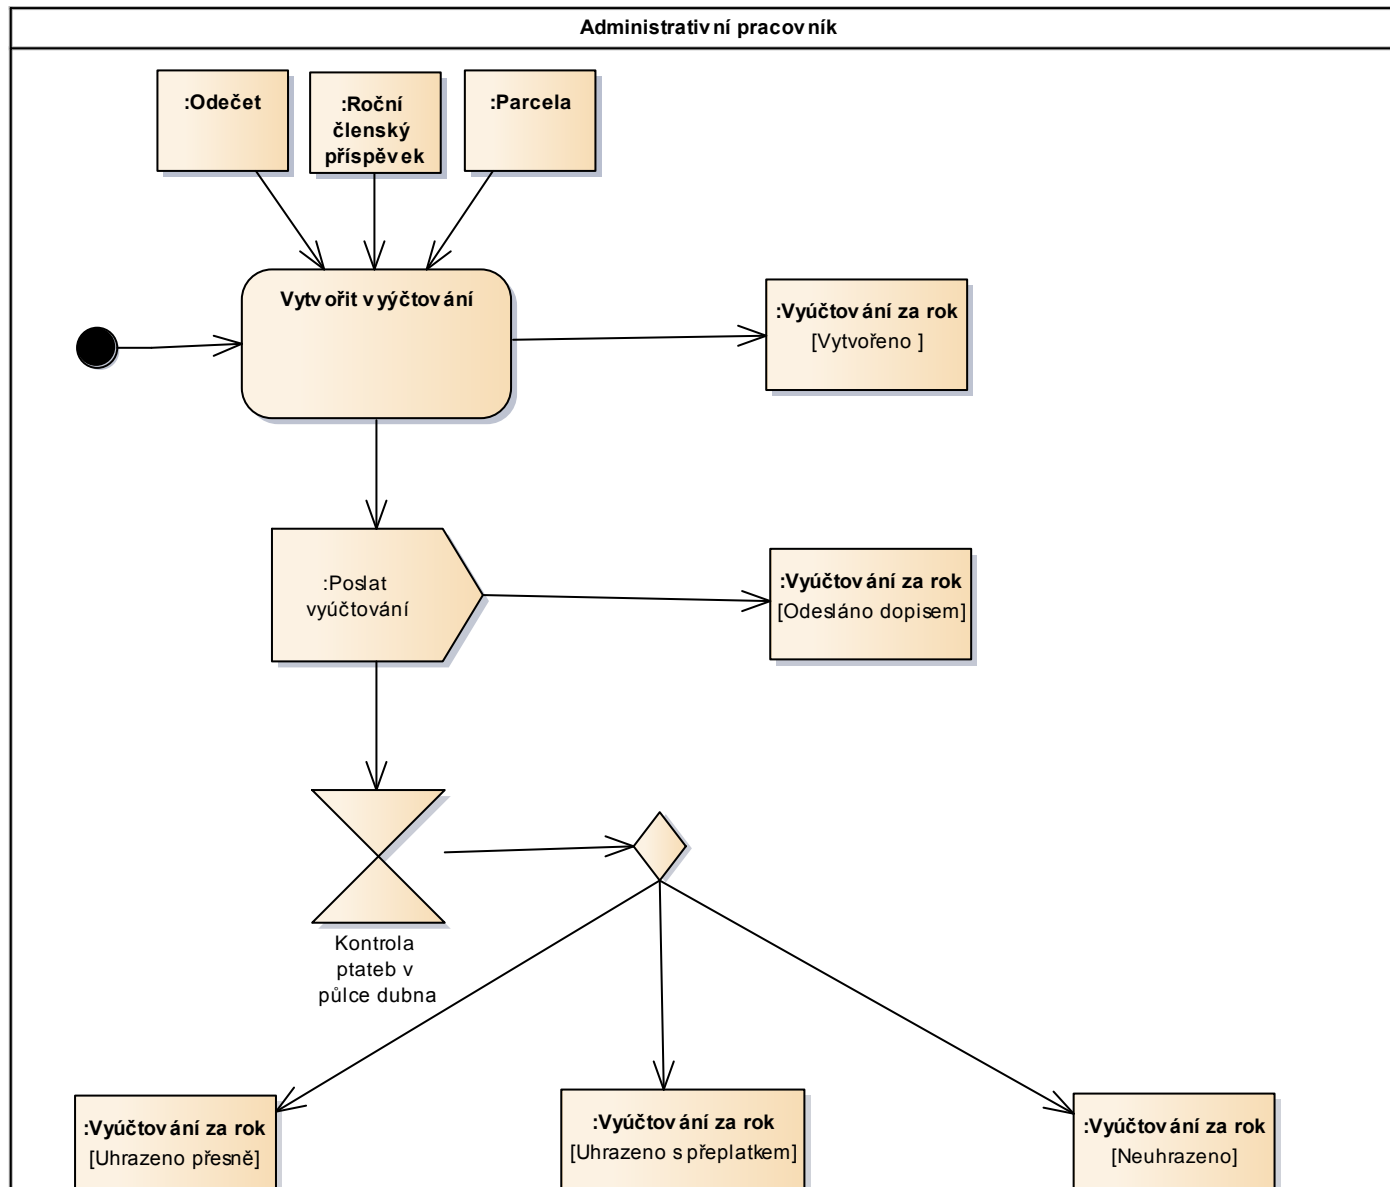 Administrativní pracovník
:Odečet
:Roční
členský
příspěvek
:Parcela
Vytvořit vyýčtování
:Vyúčtování za rok
[Vytvořeno ]
:Poslat
vyúčtování
:Vyúčtování za rok
[Odesláno dopisem]
Kontrola
ptateb v
půlce dubna
:Vyúčtování za rok
[Uhrazeno přesně]
:Vyúčtování za rok
[Uhrazeno s přeplatkem]
:Vyúčtování za rok
[Neuhrazeno]